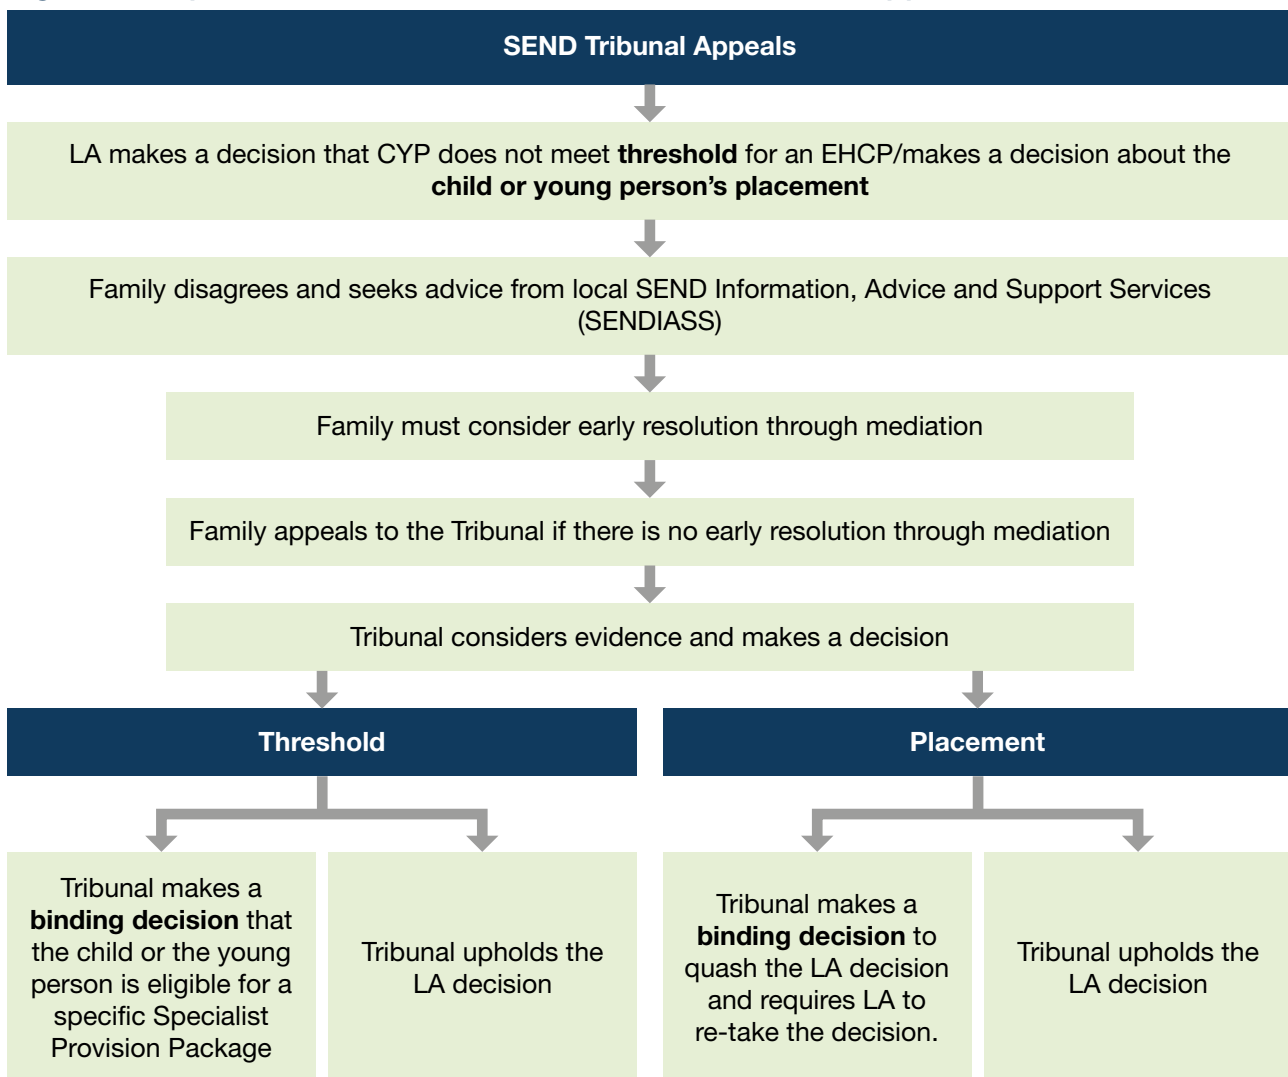 SEND Tribunal Appeals
LA makes a decision that CYP does not meet threshold for an EHCP/makes a decision about the
child or young person's placement
Family disagrees and seeks advice from local SEND Information, Advice and Support Services
(SENDIASS)
Family must consider early resolution through mediation
Family appeals to the Tribunal if there is no early resolution through mediation
Tribunal considers evidence and makes a decision
Threshold
Placement
Tribunal makes a
binding decision that
the child or the young
person is eligible for a
specific Specialist
Provision Package
Tribunal upholds the
LA decision
Tribunal makes a
binding decision to
quash the LA decision
and requires LA to
re-take the decision.
Tribunal upholds the
LA decision